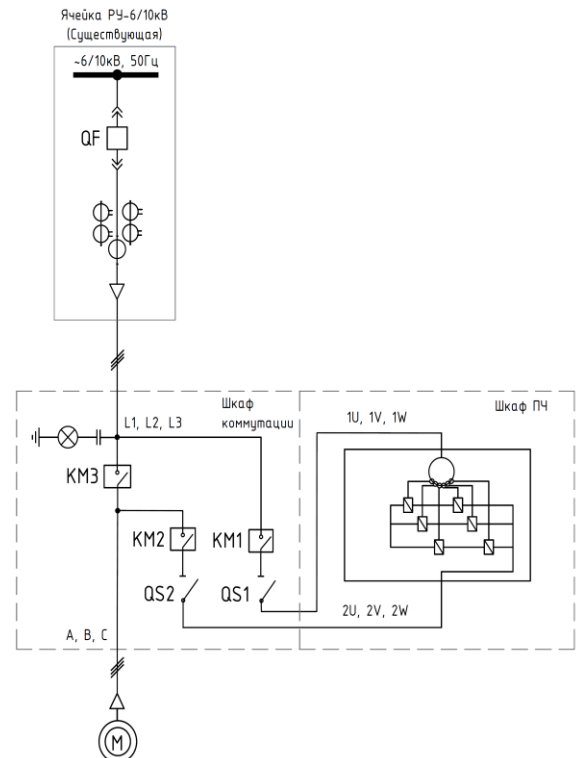 Ячейка РУ-6/10кВ
(Существующая)
~6/10кВ, 50Гц
QF
Шкаф
коммутации
Шкаф ПЧ
L1, L2, L3
1U, 1V, 1W
KM3
KM2
KM1
QS2
QS1
2U, 2V, 2W
A, B, C
M